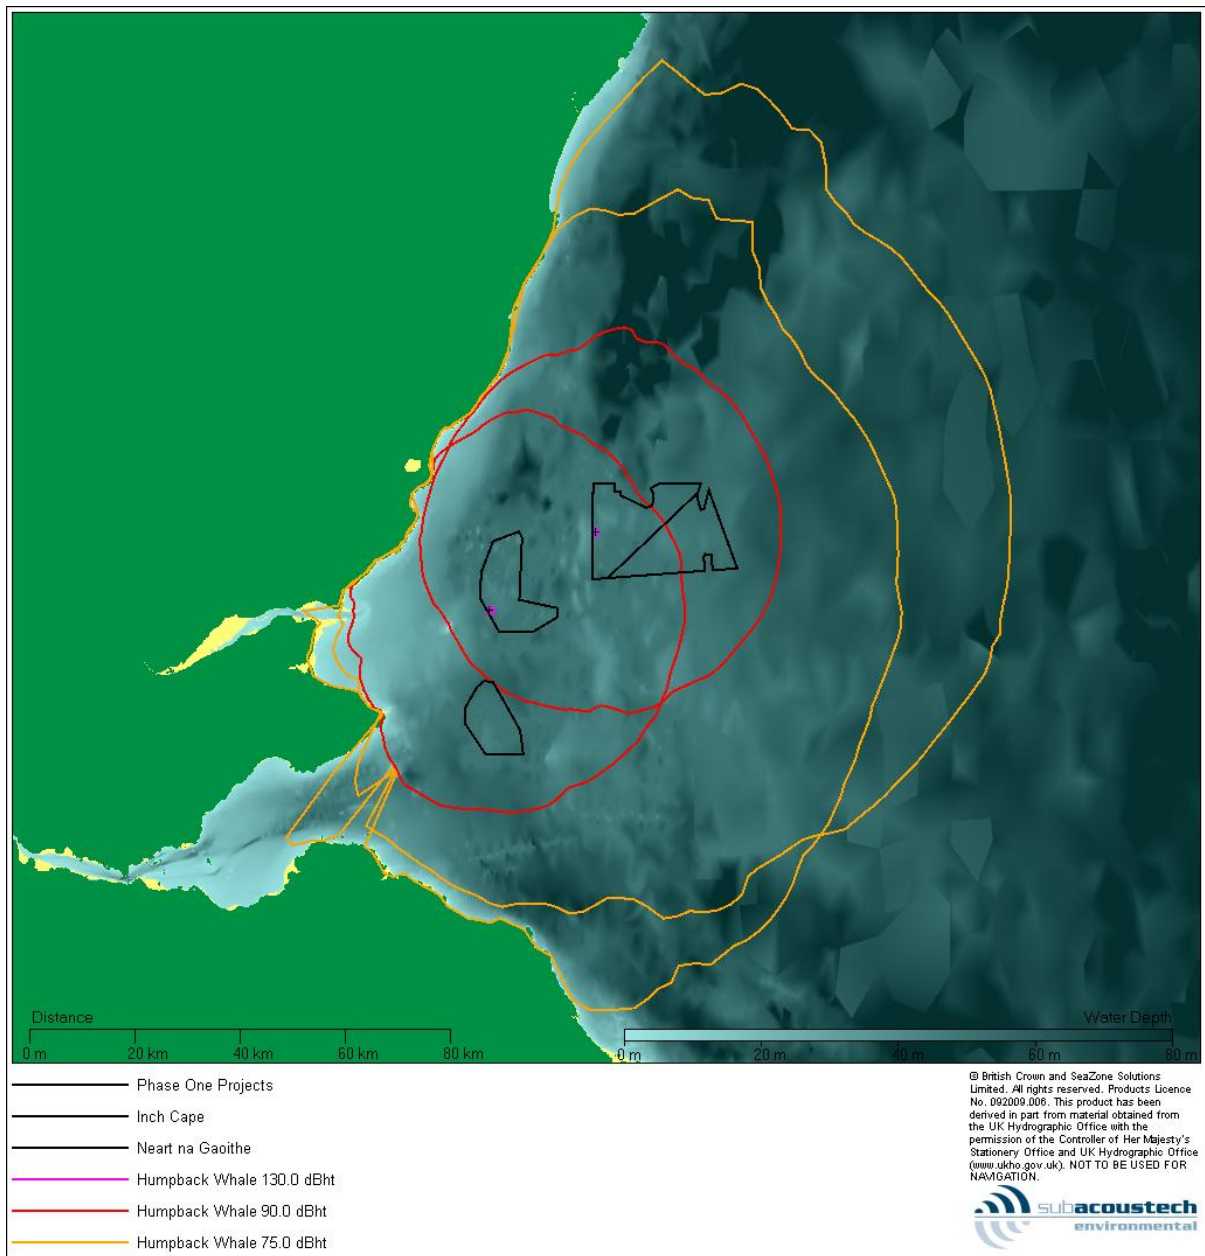 Distance
0 m 20 km 40 km 60 km 80 km
Water Depth
0 m 20 m 40 m 60 m 80 m
Phase One Projects
Inch Cape
Neart na Gaoithe
Humpback Whale 130.0 dBht
Humpback Whale 90.0 dBht
Humpback Whale 75.0 dBht
© British Crown and SeaZone Solutions
Limited. All rights reserved. Products Licence
No. 092009.006. This product has been
derived in part from material obtained from
the UK Hydrographic Office with the
permission of the Controller of Her Majesty's
Stationery Office and UK Hydrographic Office
(www.ukho.gov.uk). NOT TO BE USED FOR
NAVIGATION.
subacoustech
environmental